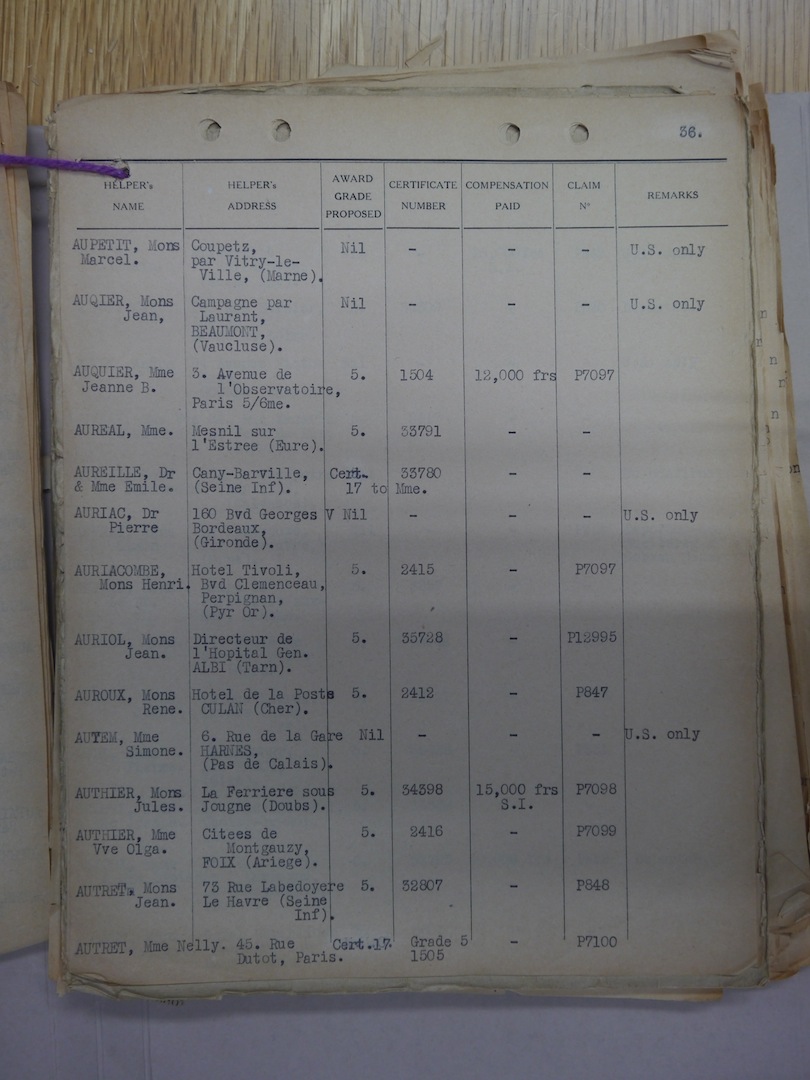 36.
HELPER's NAME | HELPER's ADDRESS | AWARD GRADE PROPOSED | CERTIFICATE NUMBER | COMPENSATION PAID | CLAIM Nº | REMARKS
AUPETIT, Mons | Coupetz, | Nil | - | - | - | U.S. only
Marcel. | par Vitry-le-
Ville, (Marne).
AUQIER, Mons | Campagne par | Nil | - | - | - | U.S. only
Jean, | Laurant,
BEAUMONT,
(Vaucluse).
AUQUIER, Mme | 3. Avenue de | 5. | 1504 | 12,000 frs | P7097
Jeanne B. | l'Observatoire,
Paris 5/6me.
AUREAL, Mme. | Mesnil sur | 5. | 33791 | - | -
l'Estree (Eure).
AUREILLE, Dr | Cany-Barville, | Cert. | 33780
& Mme Emile. | (Seine Inf). | 17 to Mme.
AURIAC, Dr | 160 Bvd Georges V | Nil | - | - | - | U.S. only
Pierre | Bordeaux,
(Gironde).
AURIACOMBE, | Hotel Tivoli, | 5. | 2415 | - | P7097
Mons Henri. | Bvd Clemenceau,
Perpignan,
(Pyr Or).
AURIOL, Mons | Directeur de | 5. | 35728 | - | P12995
Jean. | l'Hopital Gen.
ALBI (Tarn).
AUROUX, Mons | Hotel de la Poste | 5. | 2412 | - | P847
Rene. | CULAN (Cher).
AUTEM, Mme | 6. Rue de la Gare | Nil | - | - | - | U.S. only
Simone. | HARNES,
(Pas de Calais).
AUTHIER, Mons | La Ferriere sous | 5. | 34398 | 15,000 frs | P7098
Jules. | Jougne (Doubs). | S.I.
AUTHIER, Mme | Citees de | 5. | 2416 | - | P7099
Vve Olga. | Montgauzy,
FOIX (Ariege).
AUTRET, Mons | 73 Rue Labedoyere | 5. | 32807 | - | P848
Jean. | Le Havre (Seine
Inf).
AUTRET, Mme Nelly. | 45. Rue | Cert.17. | Grade 5 | - | P7100
Dutot, Paris. | 1505